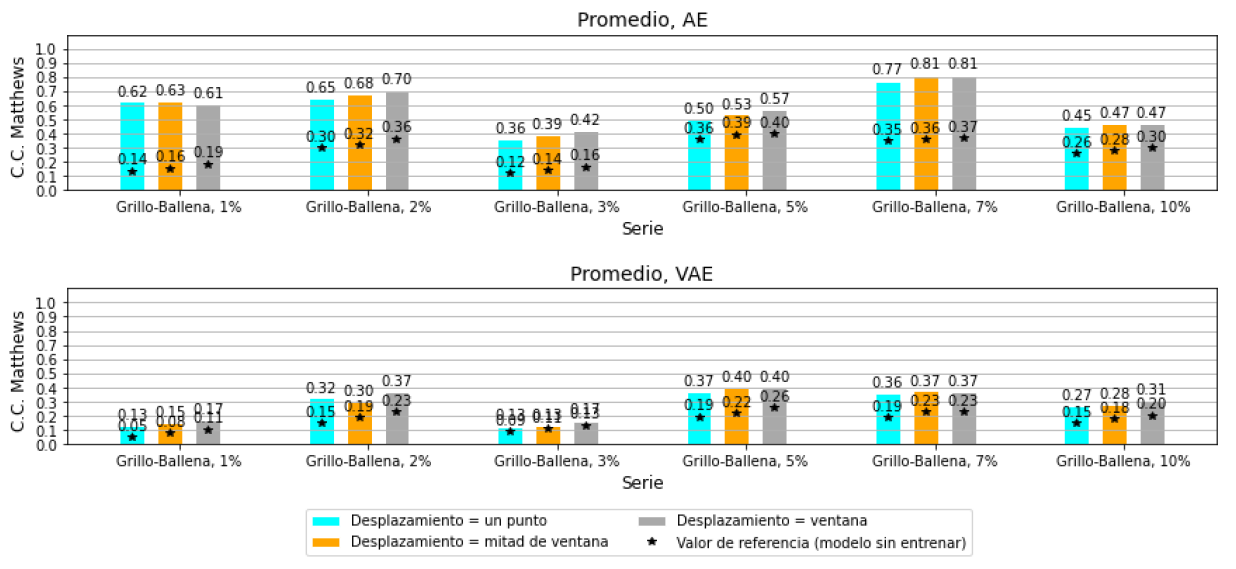 Promedio, AE
C.C. Matthews
1.0
0.9
0.8
0.7
0.6
0.5
0.4
0.3
0.2
0.1
0.0
0.62 0.63 0.61
0.14 0.16 0.19
0.65 0.68 0.70
0.30 0.32 0.36
0.36 0.39 0.42
0.12 0.14 0.16
0.50 0.53 0.57
0.36 0.39 0.40
0.77 0.81 0.81
0.35 0.36 0.37
0.45 0.47 0.47
0.26 0.28 0.30
Grillo-Ballena, 1% Grillo-Ballena, 2% Grillo-Ballena, 3% Grillo-Ballena, 5% Grillo-Ballena, 7% Grillo-Ballena, 10%
Serie
Promedio, VAE
C.C. Matthews
1.0
0.9
0.8
0.7
0.6
0.5
0.4
0.3
0.2
0.1
0.0
0.13 0.15 0.17
0.05 0.08 0.11
0.32 0.30 0.37
0.15 0.19 0.23
0.13 0.13 0.17
0.09 0.11 0.13
0.37 0.40 0.40
0.19 0.22 0.26
0.36 0.37 0.37
0.19 0.23 0.23
0.27 0.28 0.31
0.15 0.18 0.20
Grillo-Ballena, 1% Grillo-Ballena, 2% Grillo-Ballena, 3% Grillo-Ballena, 5% Grillo-Ballena, 7% Grillo-Ballena, 10%
Serie
Desplazamiento = un punto
Desplazamiento = mitad de ventana
Desplazamiento = ventana
Valor de referencia (modelo sin entrenar)